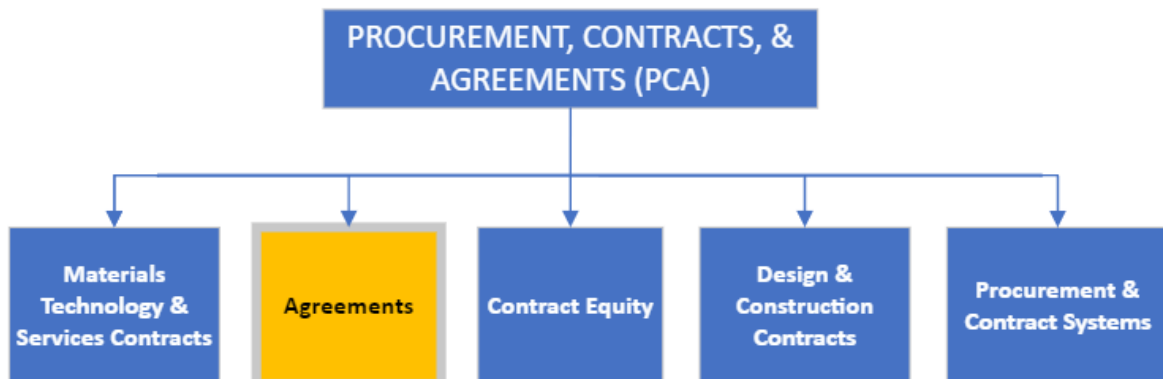 PROCUREMENT, CONTRACTS, &
AGREEMENTS (PCA)
Materials
Technology &
Services Contracts
Agreements
Contract Equity
Design &
Construction
Contracts
Procurement &
Contract Systems